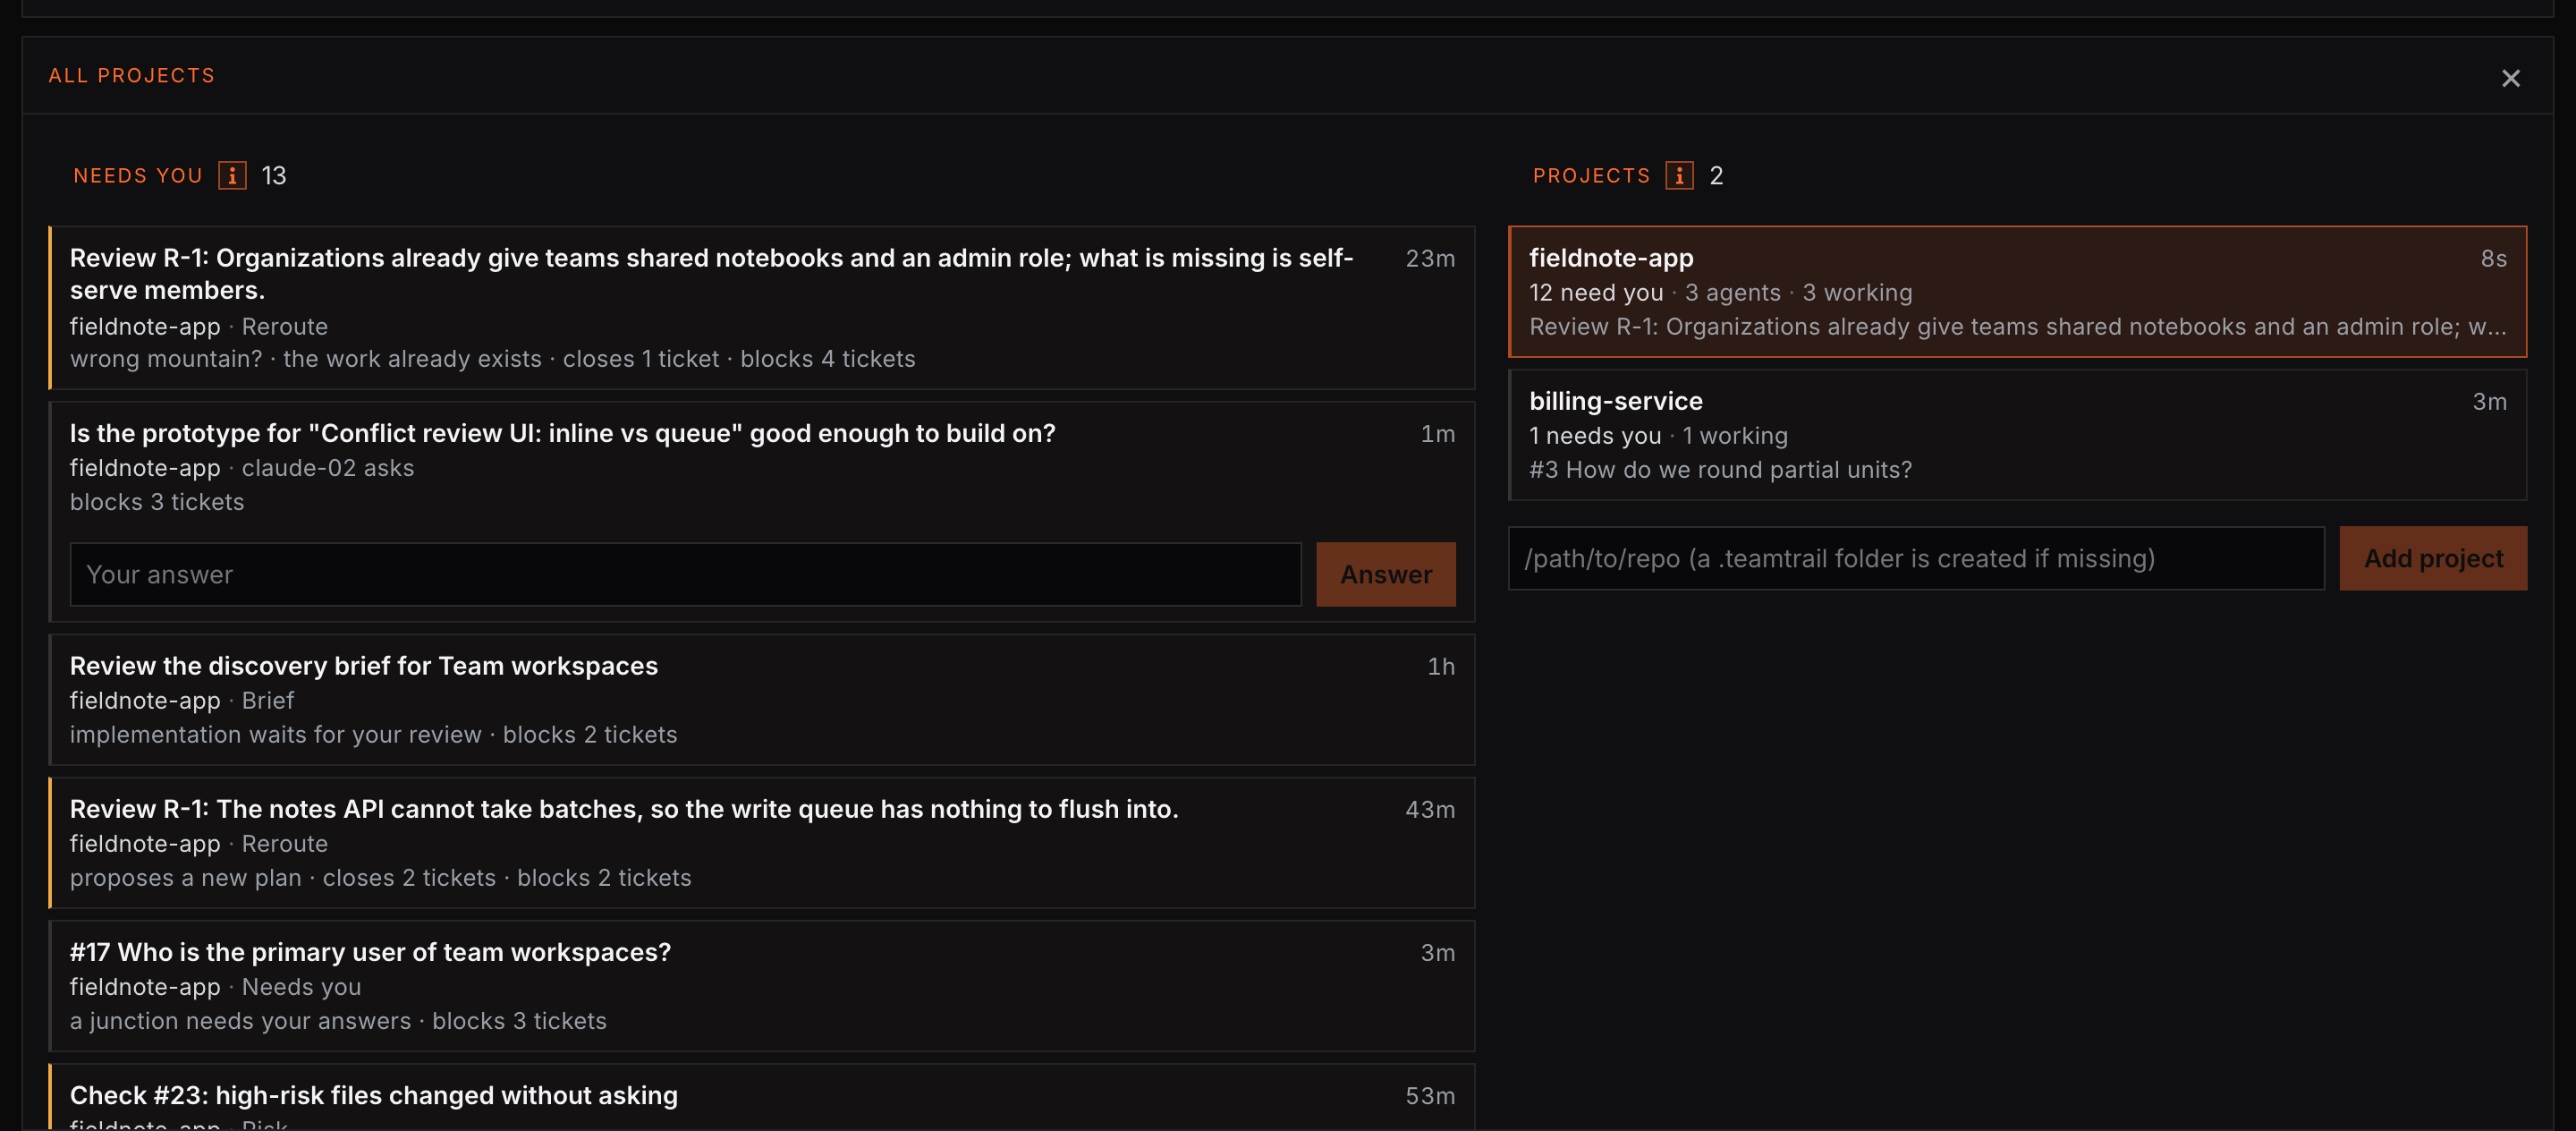 ALL PROJECTS
NEEDS YOU i 13
Review R-1: Organizations already give teams shared notebooks and an admin role; what is missing is self-
serve members.
23m
fieldnote-app · Reroute
wrong mountain? · the work already exists · closes 1 ticket · blocks 4 tickets
Is the prototype for "Conflict review UI: inline vs queue" good enough to build on?
1m
fieldnote-app · claude-02 asks
blocks 3 tickets
Your answer
Answer
Review the discovery brief for Team workspaces
1h
fieldnote-app · Brief
implementation waits for your review · blocks 2 tickets
Review R-1: The notes API cannot take batches, so the write queue has nothing to flush into.
43m
fieldnote-app · Reroute
proposes a new plan · closes 2 tickets · blocks 2 tickets
#17 Who is the primary user of team workspaces?
3m
fieldnote-app · Needs you
a junction needs your answers · blocks 3 tickets
Check #23: high-risk files changed without asking
53m
fieldnote-app · Risk
PROJECTS i 2
fieldnote-app
8s
12 need you · 3 agents · 3 working
Review R-1: Organizations already give teams shared notebooks and an admin role; w...
billing-service
3m
1 needs you · 1 working
#3 How do we round partial units?
/path/to/repo (a .teamtrail folder is created if missing)
Add project